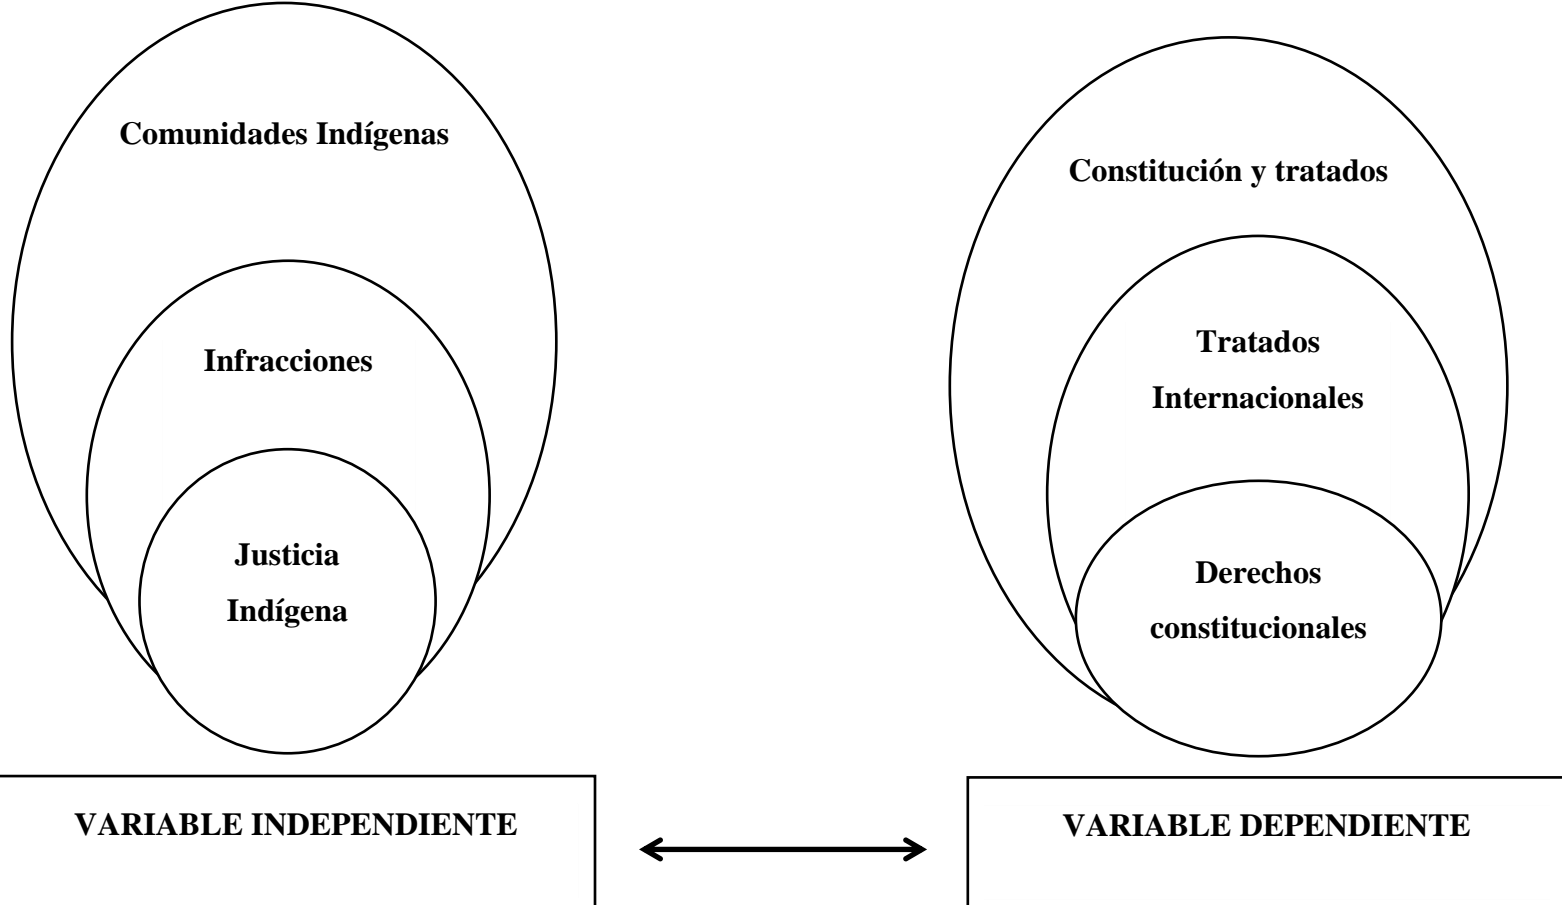 Comunidades Indígenas
Infracciones
Justicia
Indígena
VARIABLE INDEPENDIENTE
Constitución y tratados
Tratados
Internacionales
Derechos
constitucionales
VARIABLE DEPENDIENTE